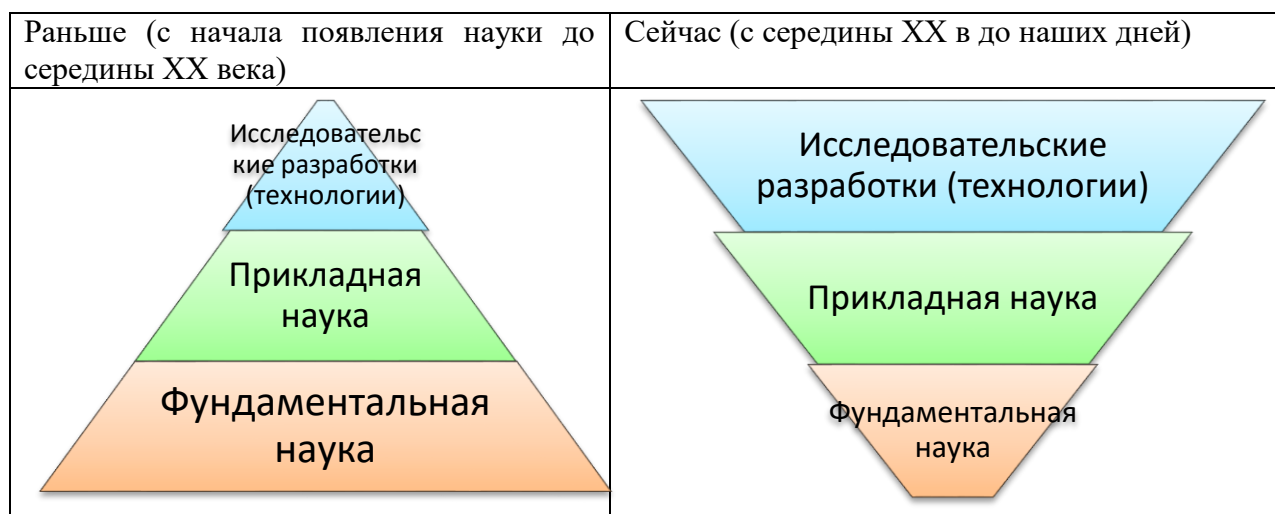 Раньше (с начала появления науки до
середины XX века)
Сейчас (с середины XX в до наших дней)
Исследовательс
кие разработки
(технологии)
Прикладная
наука
Фундаментальная
наука
Исследовательские
разработки (технологии)
Прикладная наука
Фундаментальная
наука